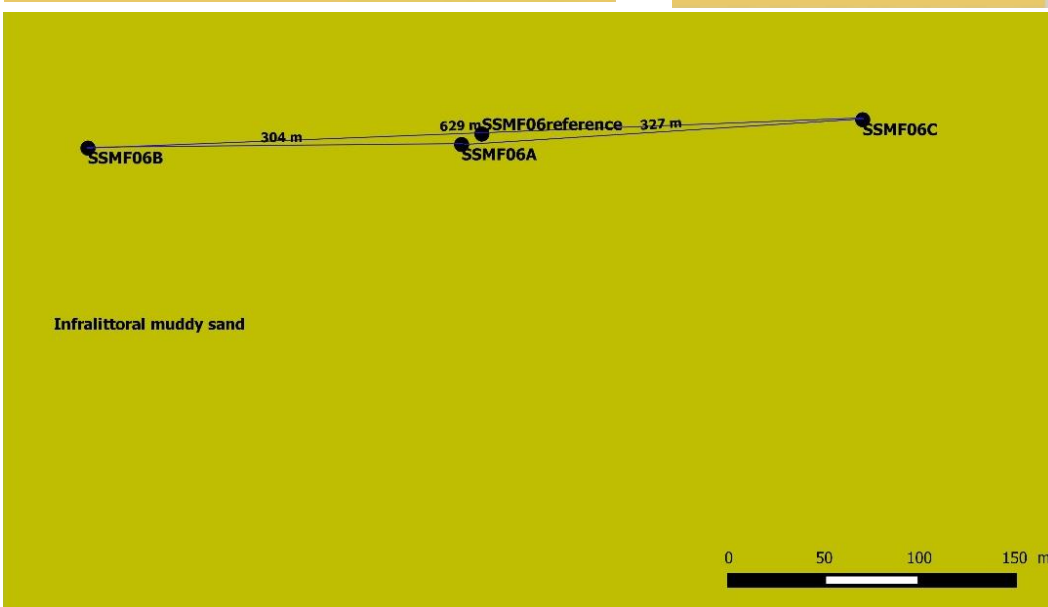 629 m
SSMF06reference
327 m
304 m
SSMF06C
SSMF06B
SSMF06A
Infralittoral muddy sand
0 50 100 150 m